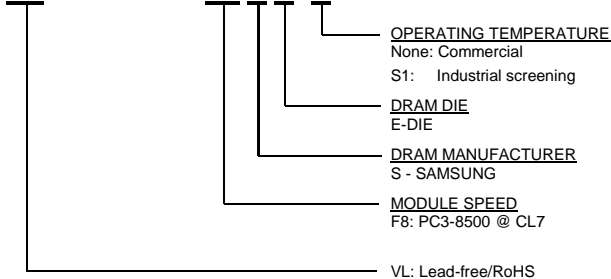 OPERATING TEMPERATURE
None: Commercial
S1: Industrial screening
DRAM DIE
E-DIE
DRAM MANUFACTURER
S - SAMSUNG
MODULE SPEED
F8: PC3-8500 @ CL7
VL: Lead-free/RoHS